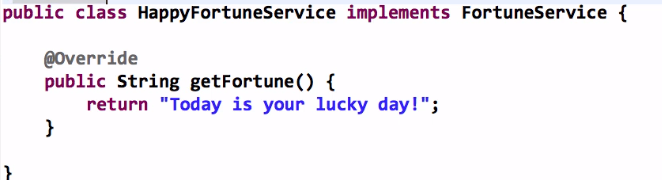 public class HappyFortuneService implements FortuneService {
@Override
public String getFortune() {
return "Today is your lucky day!";
}
}